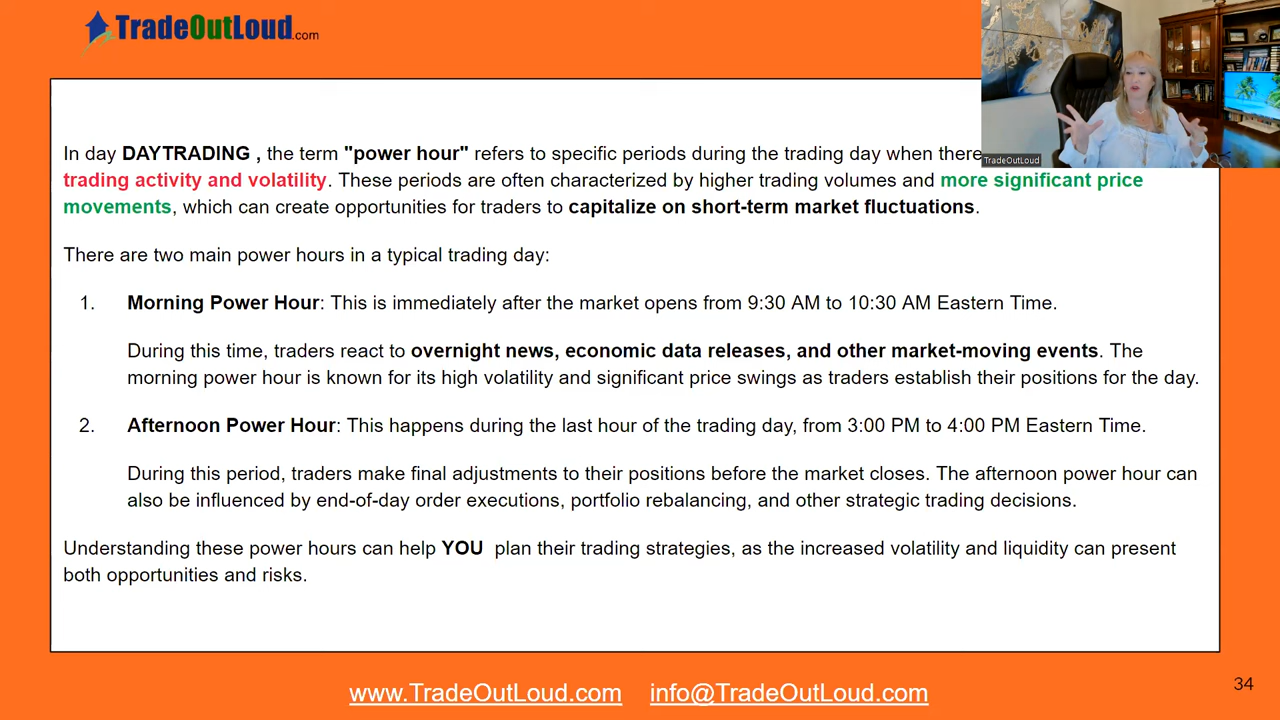 TradeOutLoud.com
TradeOutLoud
In day DAYTRADING , the term "power hour" refers to specific periods during the trading day when there
trading activity and volatility. These periods are often characterized by higher trading volumes and more significant price
movements, which can create opportunities for traders to capitalize on short-term market fluctuations.
There are two main power hours in a typical trading day:
1. Morning Power Hour: This is immediately after the market opens from 9:30 AM to 10:30 AM Eastern Time.
During this time, traders react to overnight news, economic data releases, and other market-moving events. The
morning power hour is known for its high volatility and significant price swings as traders establish their positions for the day.
2. Afternoon Power Hour: This happens during the last hour of the trading day, from 3:00 PM to 4:00 PM Eastern Time.
During this period, traders make final adjustments to their positions before the market closes. The afternoon power hour can
also be influenced by end-of-day order executions, portfolio rebalancing, and other strategic trading decisions.
Understanding these power hours can help YOU plan their trading strategies, as the increased volatility and liquidity can present
both opportunities and risks.
www.TradeOutLoud.com info@TradeOutLoud.com
34